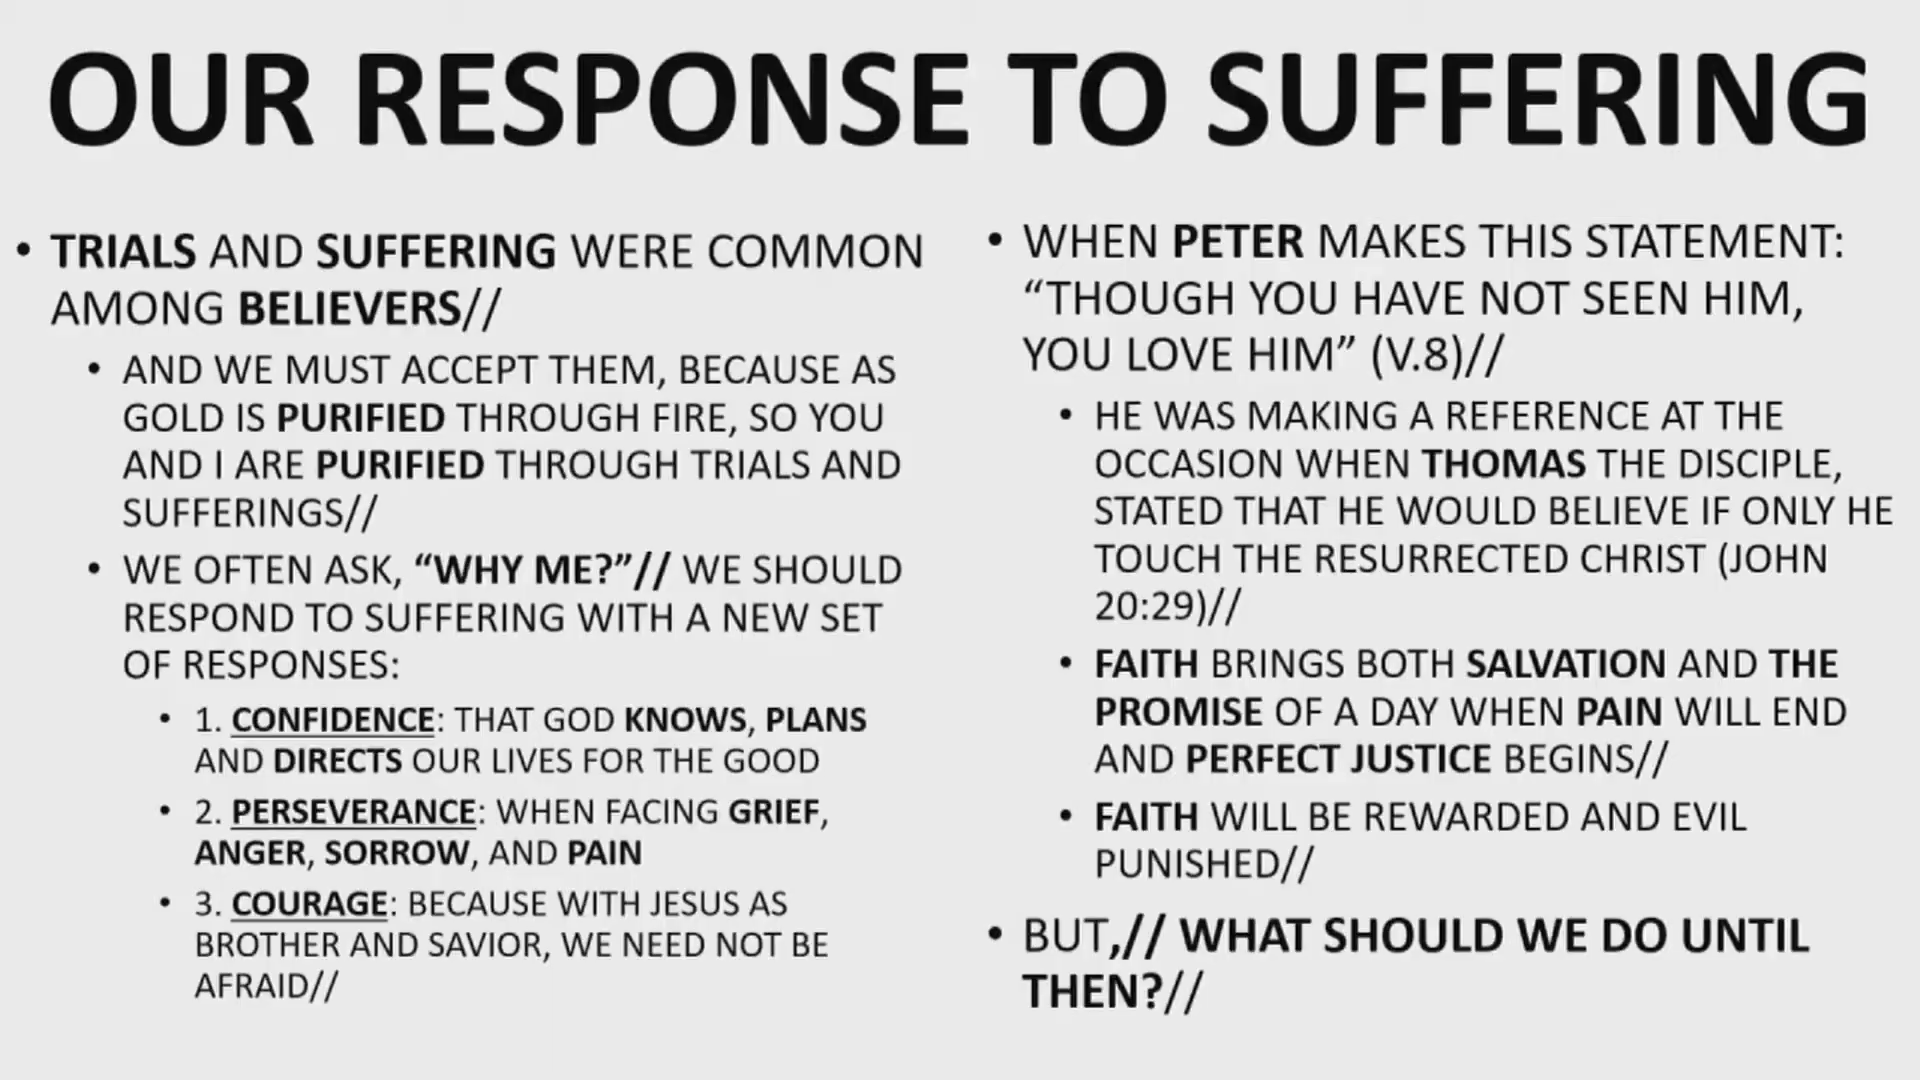 OUR RESPONSE TO SUFFERING
• TRIALS AND SUFFERING WERE COMMON
AMONG BELIEVERS//
• AND WE MUST ACCEPT THEM, BECAUSE AS
GOLD IS PURIFIED THROUGH FIRE, SO YOU
AND I ARE PURIFIED THROUGH TRIALS AND
SUFFERINGS//
• WE OFTEN ASK, “WHY ME?”// WE SHOULD
RESPOND TO SUFFERING WITH A NEW SET
OF RESPONSES:
• 1. CONFIDENCE: THAT GOD KNOWS, PLANS
AND DIRECTS OUR LIVES FOR THE GOOD
• 2. PERSEVERANCE: WHEN FACING GRIEF,
ANGER, SORROW, AND PAIN
• 3. COURAGE: BECAUSE WITH JESUS AS
BROTHER AND SAVIOR, WE NEED NOT BE
AFRAID//
• WHEN PETER MAKES THIS STATEMENT:
“THOUGH YOU HAVE NOT SEEN HIM,
YOU LOVE HIM” (V.8)//
• HE WAS MAKING A REFERENCE AT THE
OCCASION WHEN THOMAS THE DISCIPLE,
STATED THAT HE WOULD BELIEVE IF ONLY HE
TOUCH THE RESURRECTED CHRIST (JOHN
20:29)//
• FAITH BRINGS BOTH SALVATION AND THE
PROMISE OF A DAY WHEN PAIN WILL END
AND PERFECT JUSTICE BEGINS//
• FAITH WILL BE REWARDED AND EVIL
PUNISHED//
• BUT,// WHAT SHOULD WE DO UNTIL
THEN?//